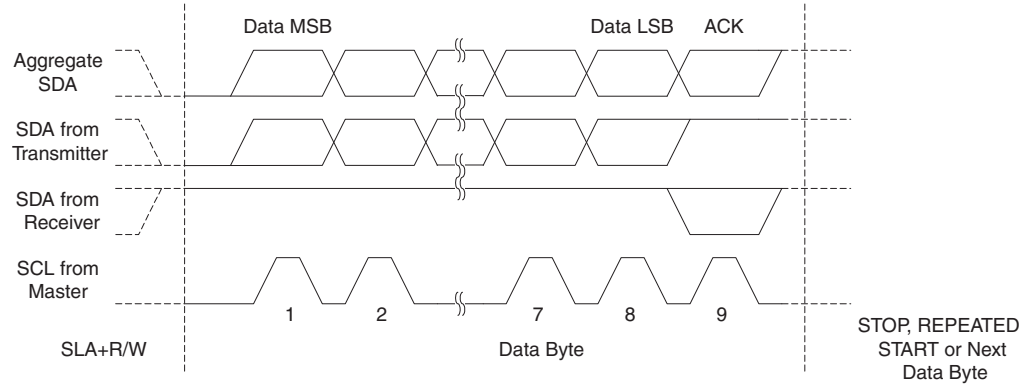 Data MSB
Data LSB
ACK
Aggregate
SDA
SDA from
Transmitter
SDA from
Receiver
SCL from
Master
1
2
7
8
9
SLA+R/W
Data Byte
STOP, REPEATED
START or Next
Data Byte